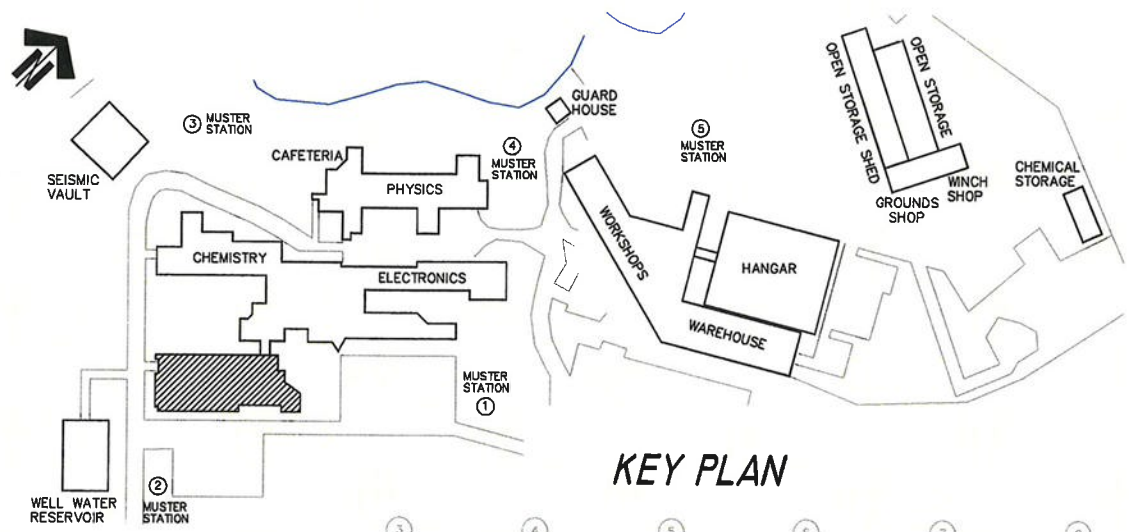 GUARD
HOUSE
③ MUSTER
STATION
④
MUSTER
STATION
⑤
MUSTER
STATION
OPEN STORAGE SHED
OPEN STORAGE
CAFETERIA
PHYSICS
SEISMIC
VAULT
CHEMICAL
STORAGE
WINCH
SHOP
GROUNDS
SHOP
WORKSHOPS
CHEMISTRY
ELECTRONICS
HANGAR
WAREHOUSE
MUSTER
STATION
①
KEY PLAN
②
MUSTER
STATION
WELL WATER
RESERVOIR